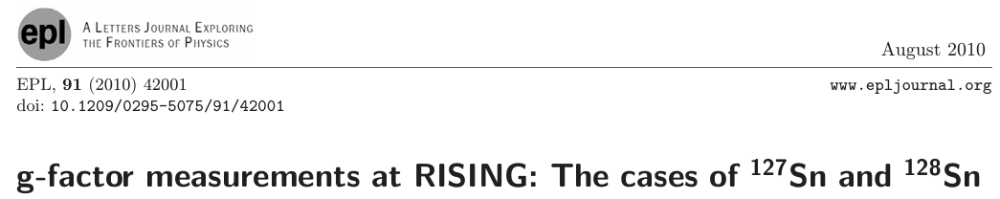 epl A Letters Journal Exploring
the Frontiers of Physics
August 2010
EPL, 91 (2010) 42001
www.epljournal.org
doi: 10.1209/0295-5075/91/42001
g-factor measurements at RISING: The cases of ¹²⁷Sn and ¹²⁸Sn